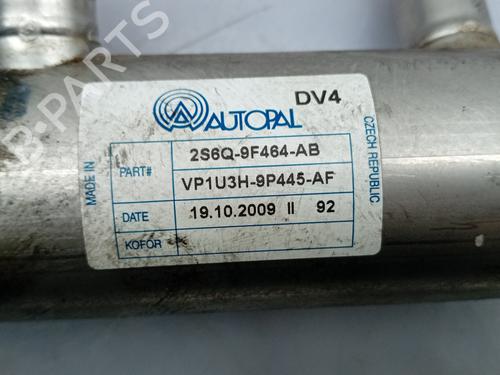 DV4
AUTOPAL
MADE IN
CZECH REPUBLIC
PART#
2S6Q-9F464-AB
VP1U3H-9P445-AF
DATE
19.10.2009 II 92
KOFOR
B-PARTS